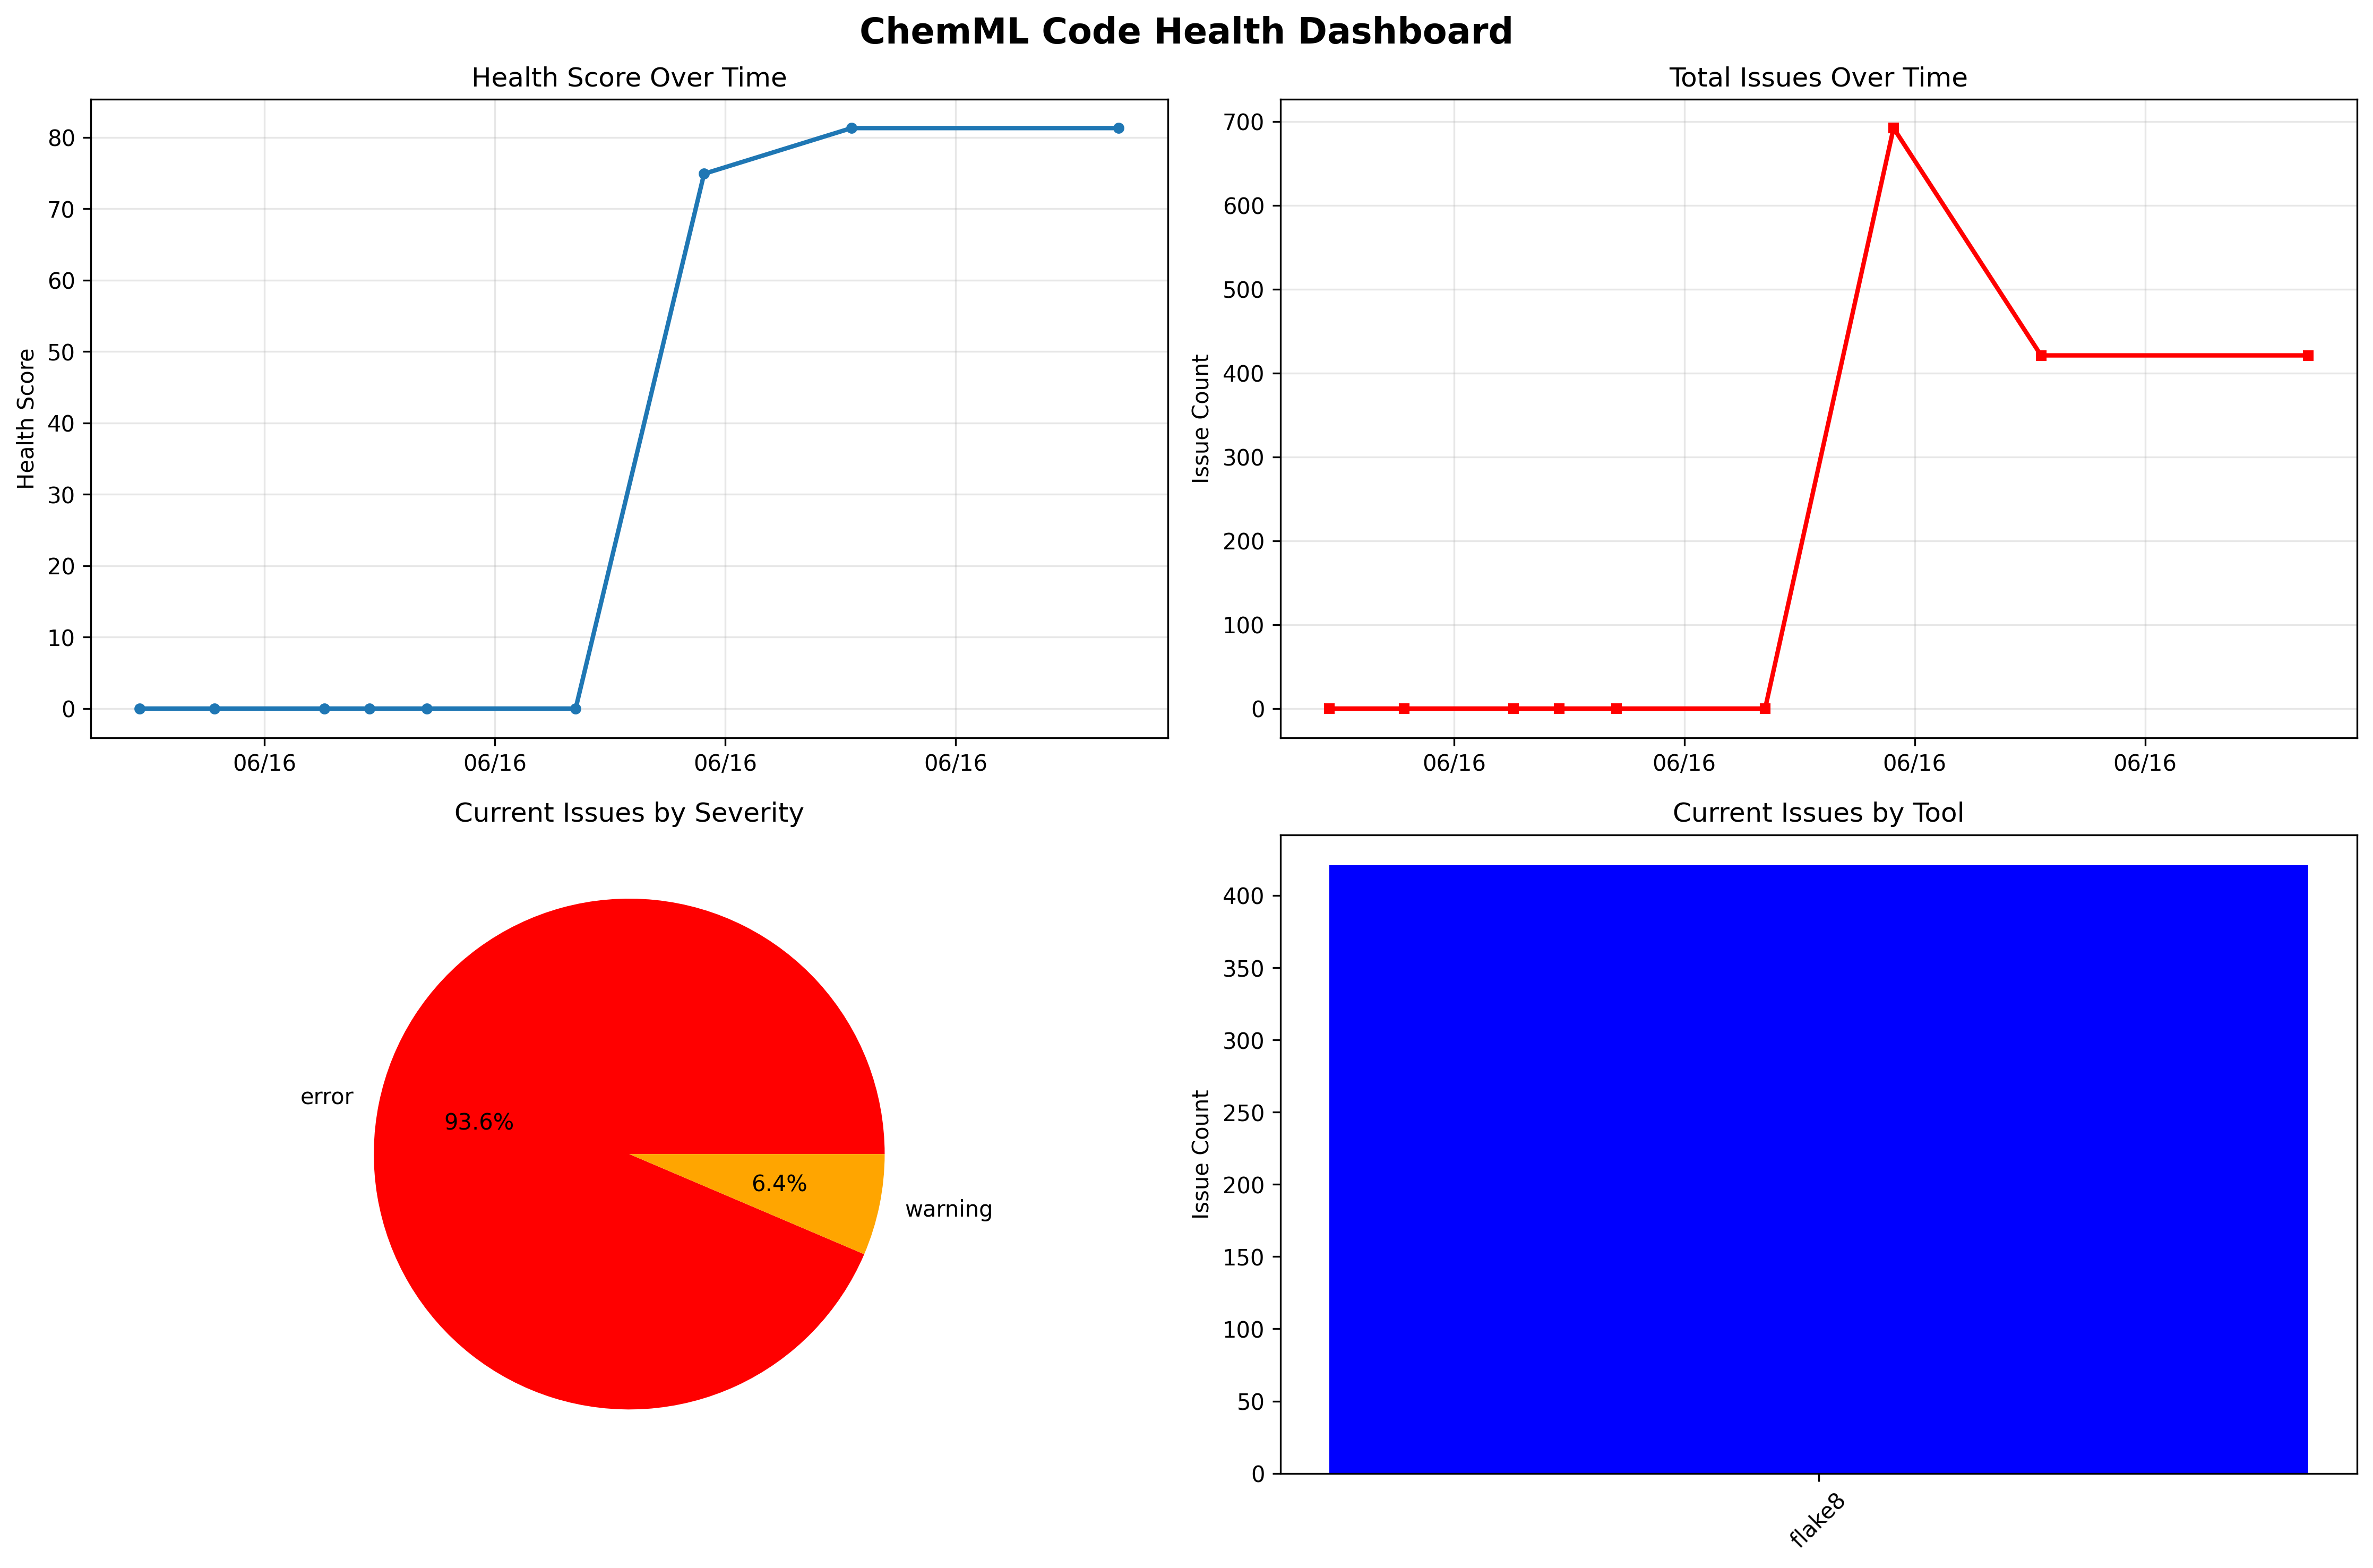 ChemML Code Health Dashboard
Health Score Over Time
Health Score
80
70
60
50
40
30
20
10
0
06/16 06/16 06/16 06/16
Total Issues Over Time
Issue Count
700
600
500
400
300
200
100
0
06/16 06/16 06/16 06/16
Current Issues by Severity
error
93.6%
6.4%
warning
Current Issues by Tool
Issue Count
400
350
300
250
200
150
100
50
0
flake8